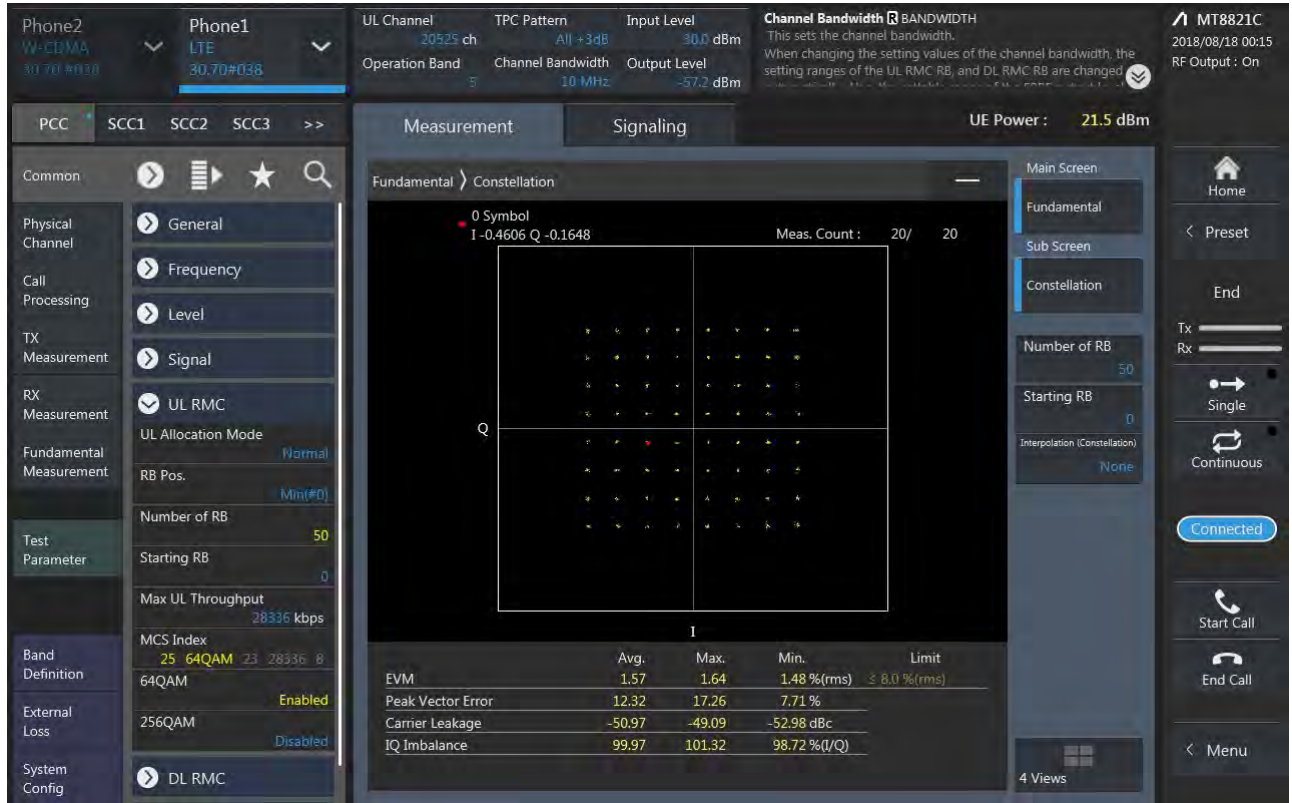 Phone2
W-CDMA
30.70 #038
Phone1
LTE
30.70#038
UL Channel
20525 ch
TPC Pattern
All +3dB
Input Level
30.0 dBm
Operation Band
5
Channel Bandwidth
10 MHz
Output Level
-57.2 dBm
Channel Bandwidth R BANDWIDTH
This sets the channel bandwidth.
When changing the setting values of the channel bandwidth, the
setting ranges of the UL RMC RB, and DL RMC RB are changed
MT8821C
2018/08/18 00:15
RF Output : On
PCC SCC1 SCC2 SCC3 >>
Measurement
Signaling
UE Power : 21.5 dBm
Common
Physical
Channel
Call
Processing
TX
Measurement
RX
Measurement
Fundamental
Measurement
Test
Parameter
Band
Definition
External
Loss
System
Config
General
Frequency
Level
Signal
UL RMC
UL Allocation Mode
Normal
RB Pos.
Min(#0)
Number of RB
50
Starting RB
0
Max UL Throughput
28336 kbps
MCS Index
25 64QAM 23 28336 8
64QAM
Enabled
256QAM
Disabled
DL RMC
Fundamental 〉 Constellation
0 Symbol
I -0.4606 Q -0.1648
Meas. Count : 20/ 20
Q
I
Avg. Max. Min. Limit
EVM 1.57 1.64 1.48 %(rms) ≤ 8.0 %(rms)
Peak Vector Error 12.32 17.26 7.71 %
Carrier Leakage -50.97 -49.09 -52.98 dBc
IQ Imbalance 99.97 101.32 98.72 %(I/Q)
Main Screen
Fundamental
Sub Screen
Constellation
Number of RB
50
Starting RB
0
Interpolation (Constellation)
None
4 Views
Home
< Preset
End
Tx
Rx
Single
Continuous
Connected
Start Call
End Call
< Menu